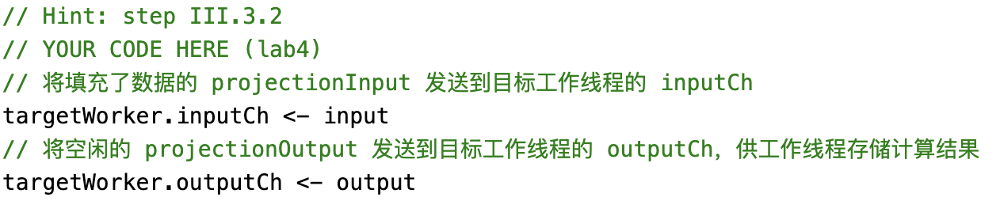 // Hint: step III.3.2
// YOUR CODE HERE (lab4)
// 将填充了数据的 projectionInput 发送到目标工作线程的 inputCh
targetWorker.inputCh <- input
// 将空闲的 projectionOutput 发送到目标工作线程的 outputCh，供工作线程存储计算结果
targetWorker.outputCh <- output